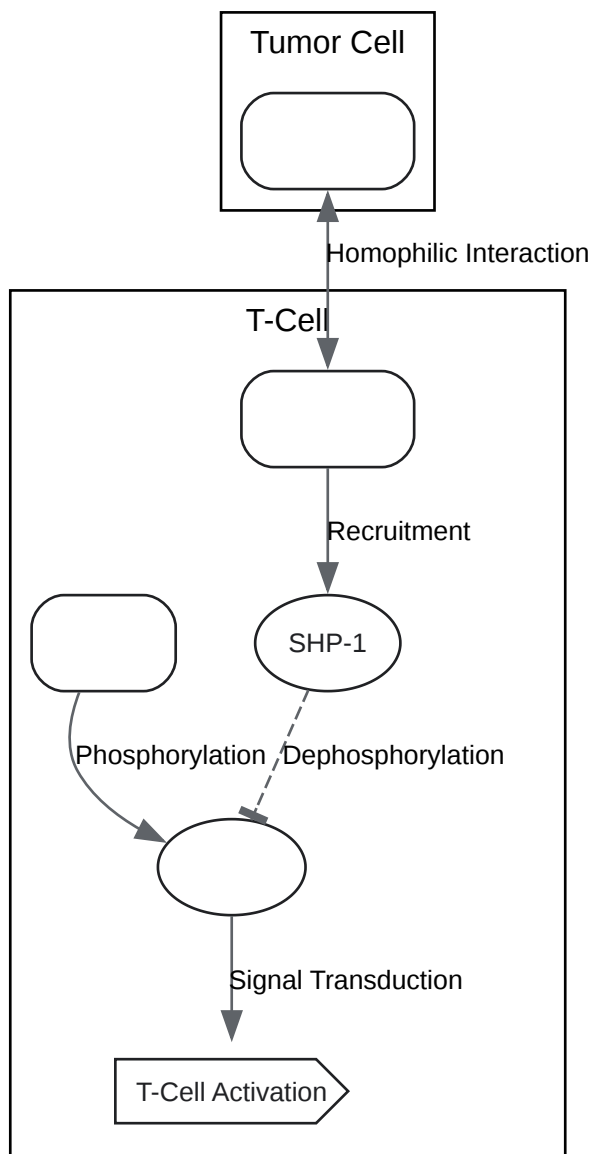 Tumor Cell
Homophilic Interaction
T-Cell
Recruitment
SHP-1
Phosphorylation
Dephosphorylation
Signal Transduction
T-Cell Activation